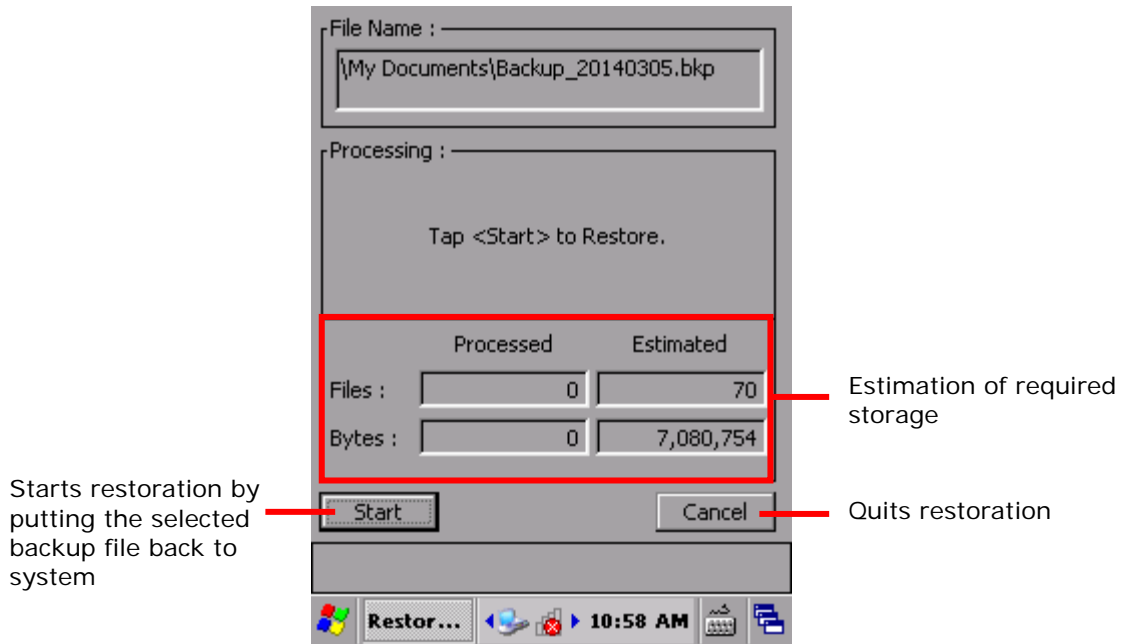 File Name :
\My Documents\Backup_20140305.bkp
Processing :
Tap <Start> to Restore.
Processed Estimated
Files : 0 70
Bytes : 0 7,080,754
Estimation of required
storage
Starts restoration by
putting the selected
backup file back to
system
Start Cancel
Quits restoration
Restor... 10:58 AM